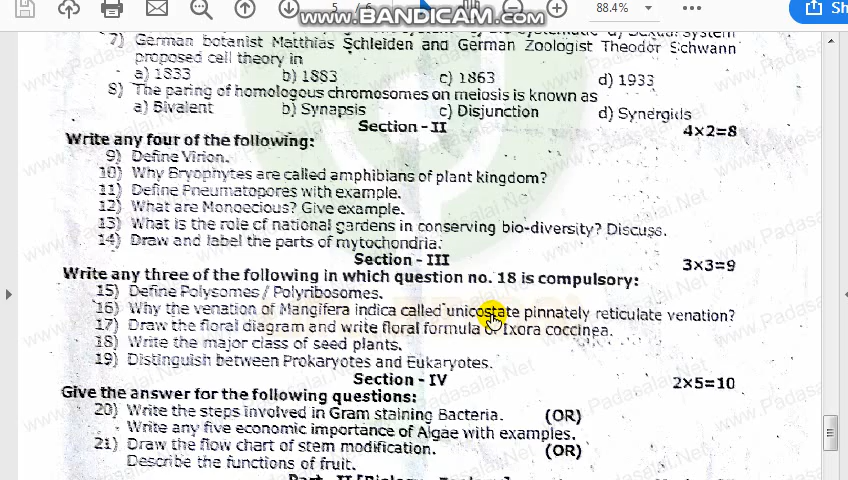 5 / 6
88.4%
Sh
www.BANDICAM.com
7) German botanist Matthias Schleiden and German Zoologist Theodor Schwann
proposed cell theory in
a) 1833 b) 1883 c) 1863 d) 1933
8) The paring of homologous chromosomes on meiosis is known as
a) Bivalent b) Synapsis c) Disjunction d) Synergids
Section - II
4×2=8
Write any four of the following:
9) Define Virion.
10) Why Bryophytes are called amphibians of plant kingdom?
11) Define Pneumatopores with example.
12) What are Monoecious? Give example.
13) What is the role of national gardens in conserving bio-diversity? Discuss.
14) Draw and label the parts of mytochondria.
Section - III
3×3=9
Write any three of the following in which question no. 18 is compulsory:
15) Define Polysomes / Polyribosomes.
16) Why the venation of Mangifera indica called unicostate pinnately reticulate venation?
17) Draw the floral diagram and write floral formula of Ixora coccinea.
18) Write the major class of seed plants.
19) Distinguish between Prokaryotes and Eukaryotes.
Section - IV
2×5=10
Give the answer for the following questions:
20) Write the steps involved in Gram staining Bacteria. (OR)
Write any five economic importance of Algae with examples.
21) Draw the flow chart of stem modification. (OR)
Describe the functions of fruit.